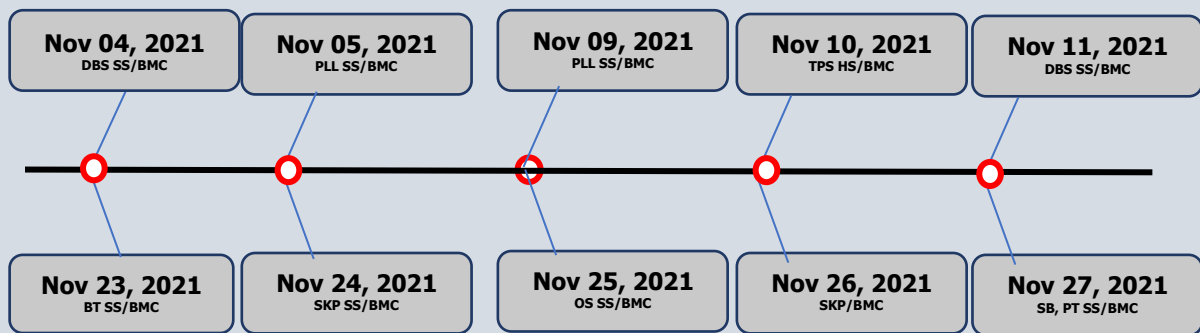 Nov 04, 2021
DBS SS/BMC
Nov 05, 2021
PLL SS/BMC
Nov 09, 2021
PLL SS/BMC
Nov 10, 2021
TPS HS/BMC
Nov 11, 2021
DBS SS/BMC
Nov 23, 2021
BT SS/BMC
Nov 24, 2021
SKP SS/BMC
Nov 25, 2021
OS SS/BMC
Nov 26, 2021
SKP/BMC
Nov 27, 2021
SB, PT SS/BMC